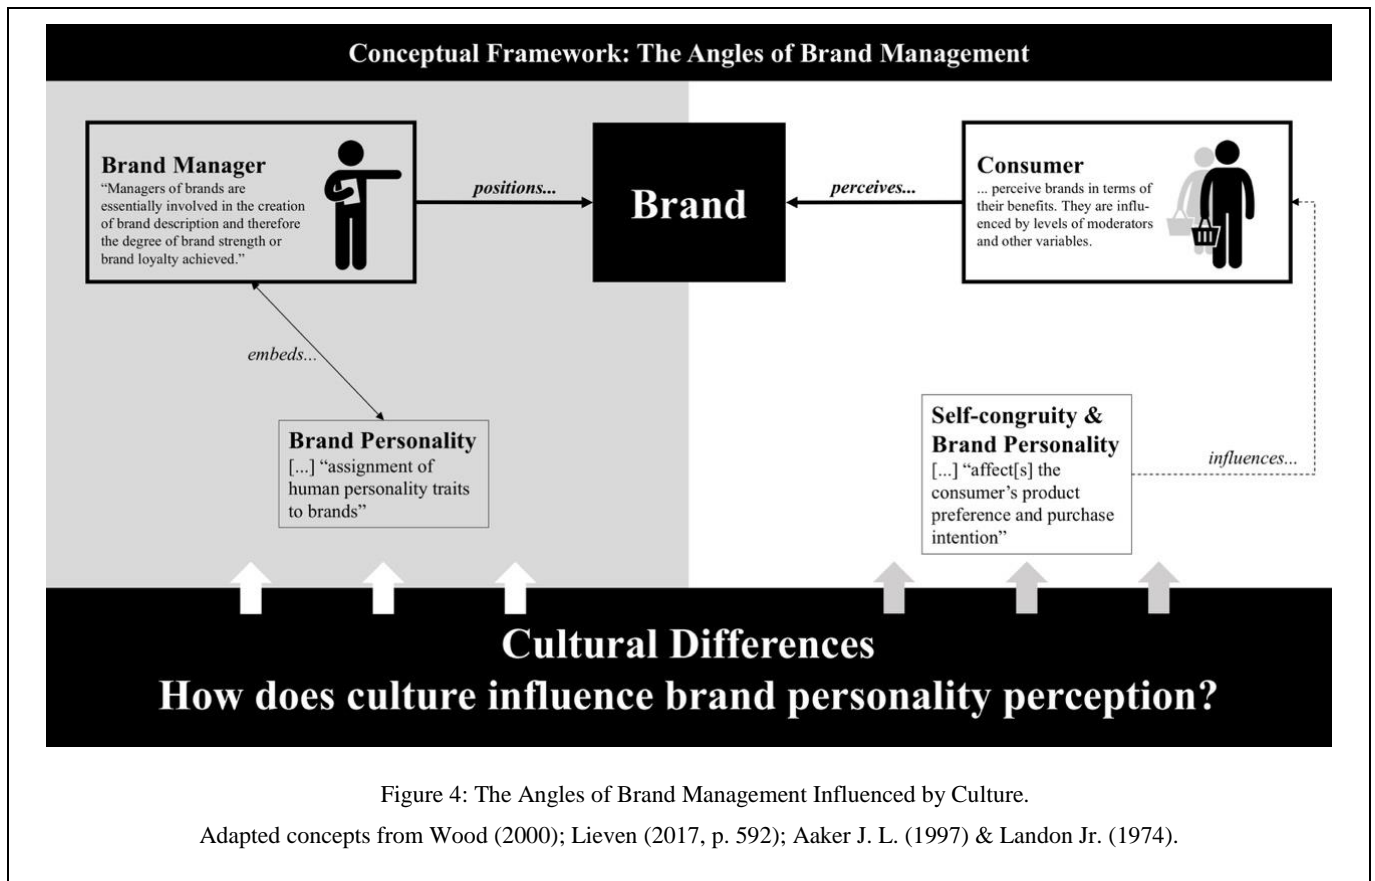 Conceptual Framework: The Angles of Brand Management
Brand Manager
“Managers of brands are
essentially involved in the creation
of brand description and therefore
the degree of brand strength or
brand loyalty achieved.”
positions...
Brand
perceives...
Consumer
... perceive brands in terms of
their benefits. They are influ-
enced by levels of moderators
and other variables.
embeds...
Brand Personality
[...] “assignment of
human personality traits
to brands”
Self-congruity &
Brand Personality
[...] “affect[s] the
consumer’s product
preference and purchase
intention”
influences...
Cultural Differences
How does culture influence brand personality perception?
Figure 4: The Angles of Brand Management Influenced by Culture.
Adapted concepts from Wood (2000); Lieven (2017, p. 592); Aaker J. L. (1997) & Landon Jr. (1974).